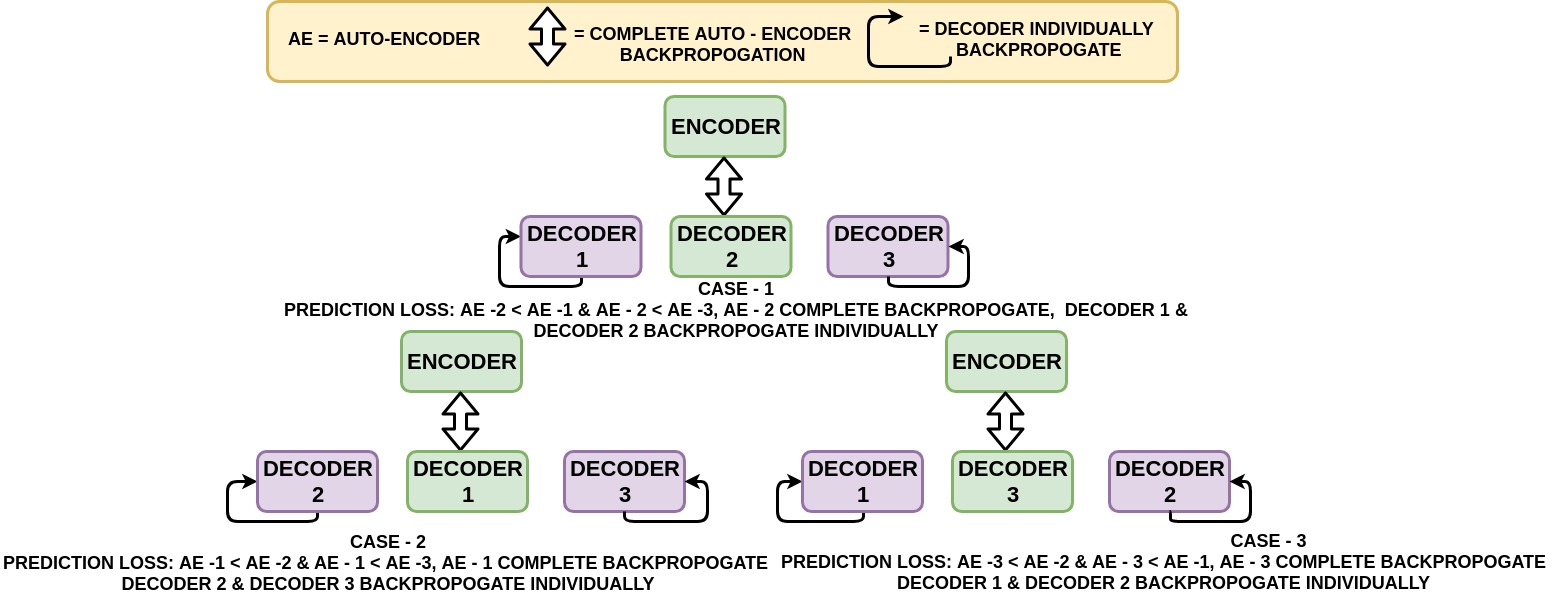 AE = AUTO-ENCODER
= COMPLETE AUTO - ENCODER
BACKPROPOGATION
= DECODER INDIVIDUALLY
BACKPROPOGATE
ENCODER
DECODER
1
DECODER
2
DECODER
3
CASE - 1
PREDICTION LOSS: AE -2 < AE -1 & AE - 2 < AE -3, AE - 2 COMPLETE BACKPROPOGATE, DECODER 1 &
DECODER 2 BACKPROPOGATE INDIVIDUALLY
ENCODER
DECODER
2
DECODER
1
DECODER
3
CASE - 2
PREDICTION LOSS: AE -1 < AE -2 & AE - 1 < AE -3, AE - 1 COMPLETE BACKPROPOGATE
DECODER 2 & DECODER 3 BACKPROPOGATE INDIVIDUALLY
ENCODER
DECODER
1
DECODER
3
DECODER
2
CASE - 3
PREDICTION LOSS: AE -3 < AE -2 & AE - 3 < AE -1, AE - 3 COMPLETE BACKPROPOGATE
DECODER 1 & DECODER 2 BACKPROPOGATE INDIVIDUALLY